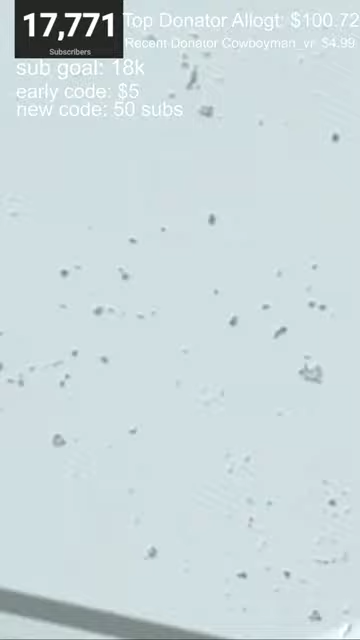 17,771
Subscribers
Top Donator Allogt: $100.72
Recent Donator Cowboyman_vr $4.99
sub goal: 18k
early code: $5
new code: 50 subs